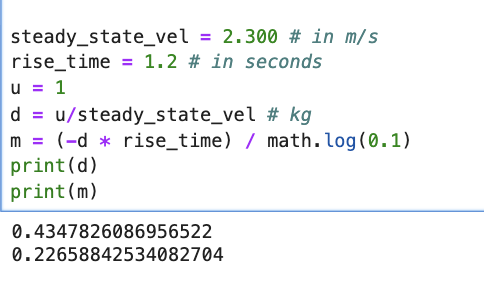 steady_state_vel = 2.300 # in m/s
rise_time = 1.2 # in seconds
u = 1
d = u/steady_state_vel # kg
m = (-d * rise_time) / math.log(0.1)
print(d)
print(m)
0.4347826086956522
0.22658842534082704